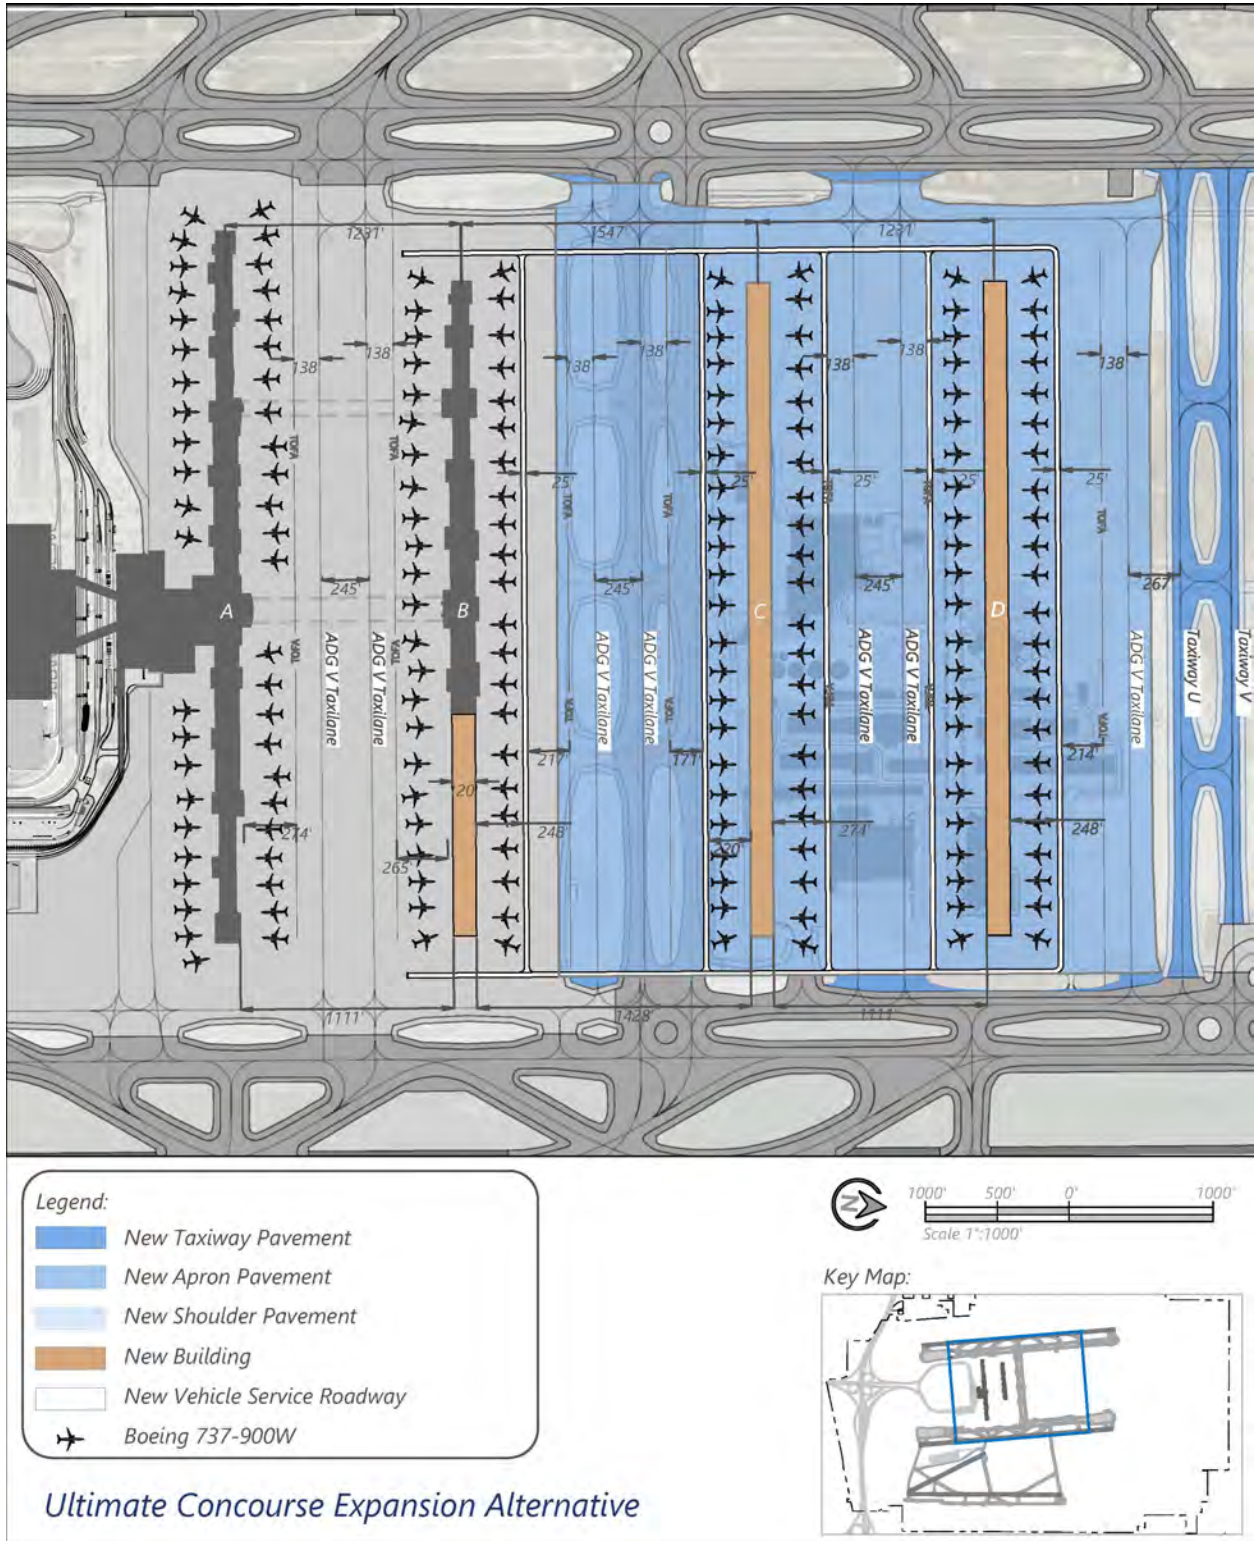 1231'
1547'
1231'
138'
138'
138'
138'
138'
138'
138'
TOFA
TOFA
25'
25'
25'
25'
25'
TOFA
TOFA
TOFA
245'
245'
245'
267'
A
B
C
D
TOFA
TOFA
ADG V Taxilane
ADG V Taxilane
ADG V Taxilane
ADG V Taxilane
ADG V Taxilane
ADG V Taxilane
ADG V Taxilane
Taxiway U
Taxiway V
217'
171'
214'
274'
265'
248'
220'
274'
248'
1111'
1428'
1111'
Legend:
New Taxiway Pavement
New Apron Pavement
New Shoulder Pavement
New Building
New Vehicle Service Roadway
Boeing 737-900W
N
1000' 500' 0' 1000'
Scale 1":1000'
Key Map:
Ultimate Concourse Expansion Alternative